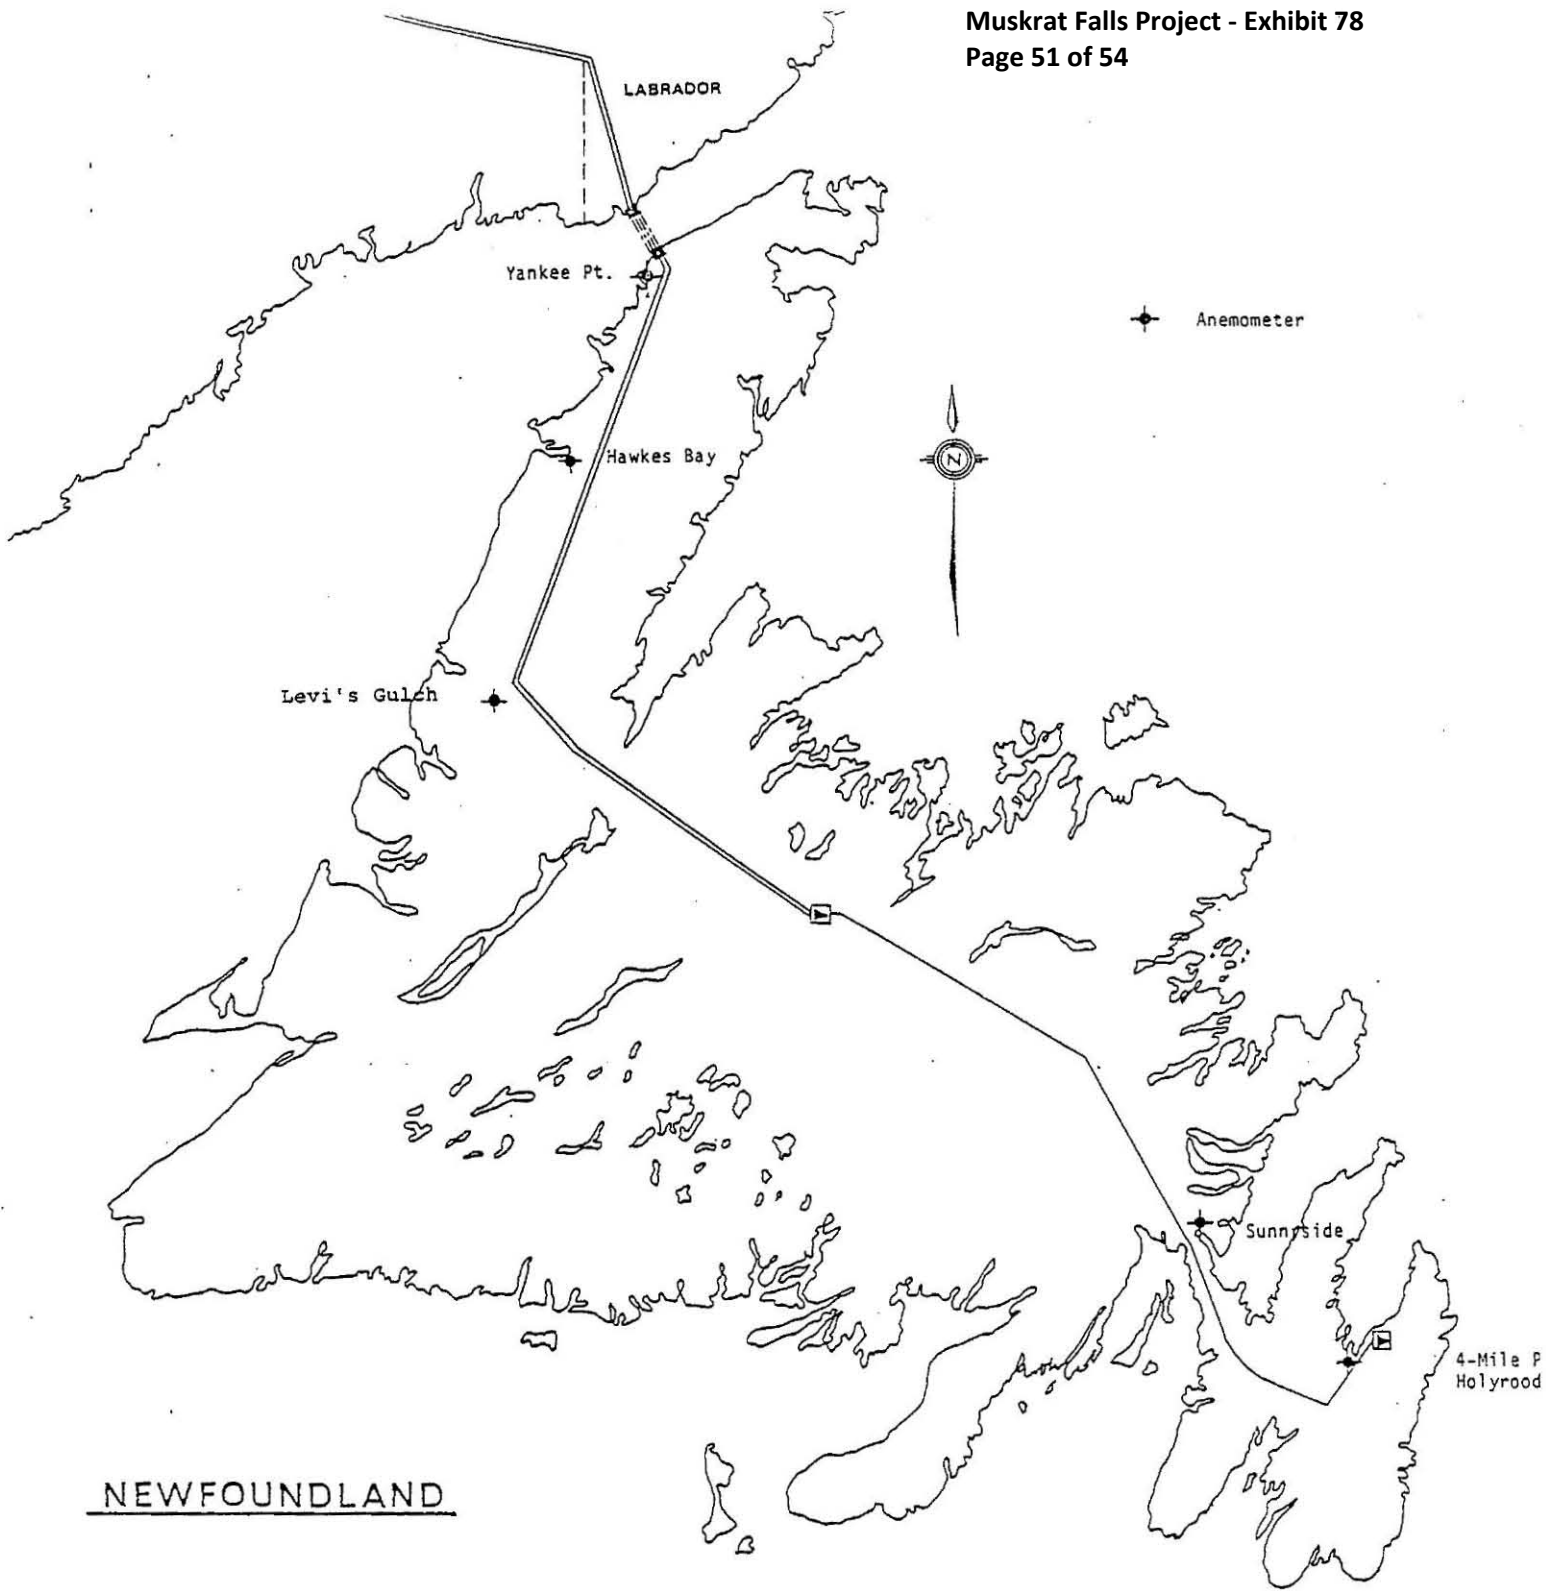 Muskrat Falls Project - Exhibit 78
Page 51 of 54
LABRADOR
Yankee Pt.
Anemometer
N
Hawkes Bay
Levi's Gulch
Sunnyside
4-Mile P
Holyrood
NEWFOUNDLAND